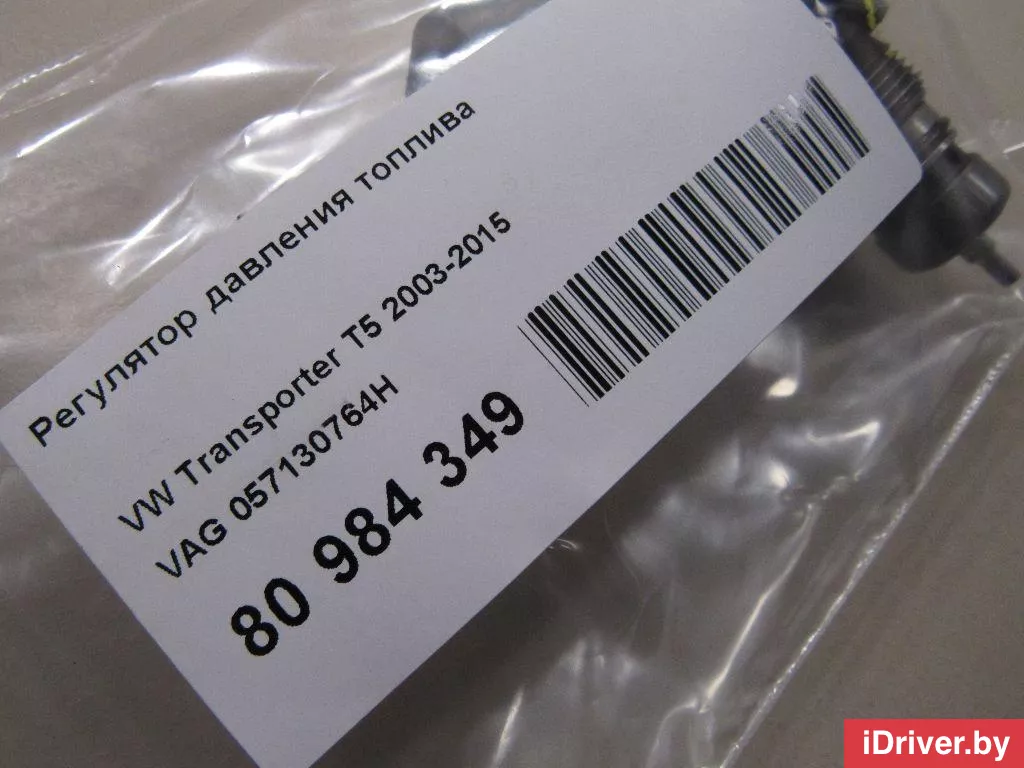 Регулятор давления топлива
VW Transporter T5 2003-2015
VAG 057130764H
80 984 349
iDriver.by